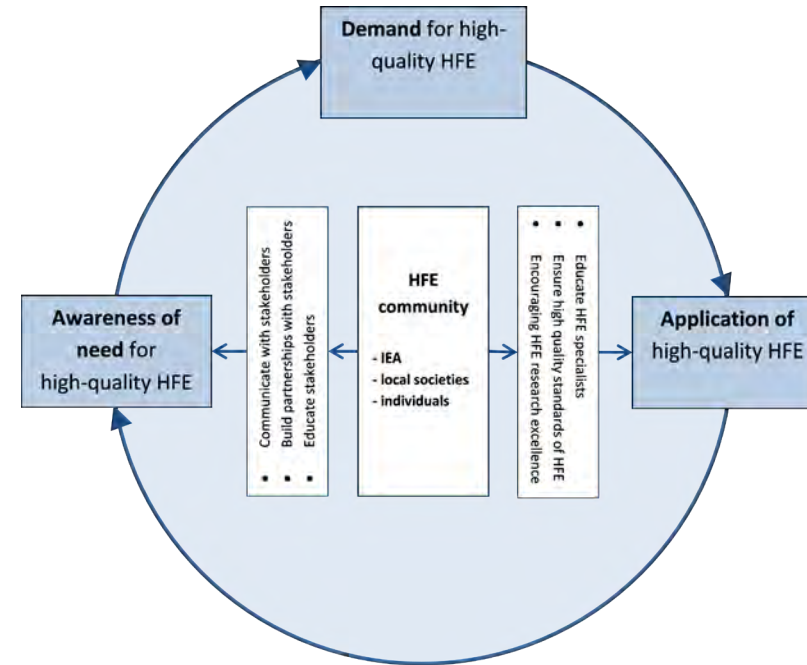 Demand for high-
quality HFE
Awareness of
need for
high-quality HFE
• Communicate with stakeholders
• Build partnerships with stakeholders
• Educate stakeholders
HFE
community
- IEA
- local societies
- individuals
• Educate HFE specialists
• Ensure high quality standards of HFE
• Encouraging HFE research excellence
Application of
high-quality HFE